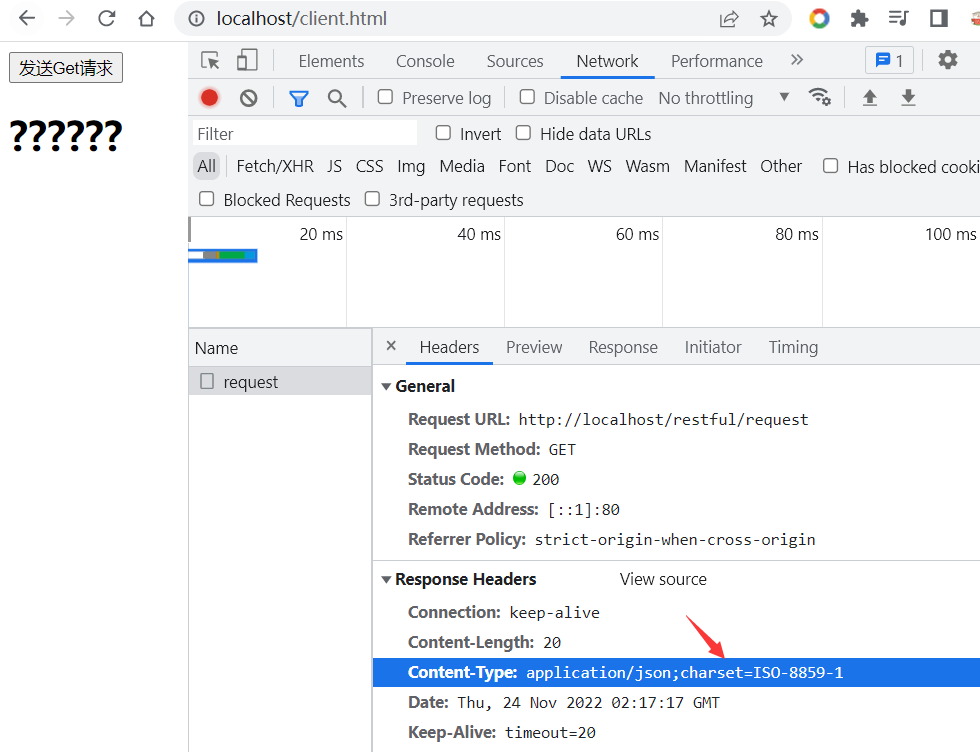 localhost/client.html
发送Get请求
??????
Elements Console Sources Network Performance 1
Preserve log Disable cache No throttling
Filter Invert Hide data URLs
All Fetch/XHR JS CSS Img Media Font Doc WS Wasm Manifest Other Has blocked cooki
Blocked Requests 3rd-party requests
20 ms 40 ms 60 ms 80 ms 100 ms
Name
request
× Headers Preview Response Initiator Timing
General
Request URL: http://localhost/restful/request
Request Method: GET
Status Code: 200
Remote Address: [::1]:80
Referrer Policy: strict-origin-when-cross-origin
Response Headers View source
Connection: keep-alive
Content-Length: 20
Content-Type: application/json;charset=ISO-8859-1
Date: Thu, 24 Nov 2022 02:17:17 GMT
Keep-Alive: timeout=20